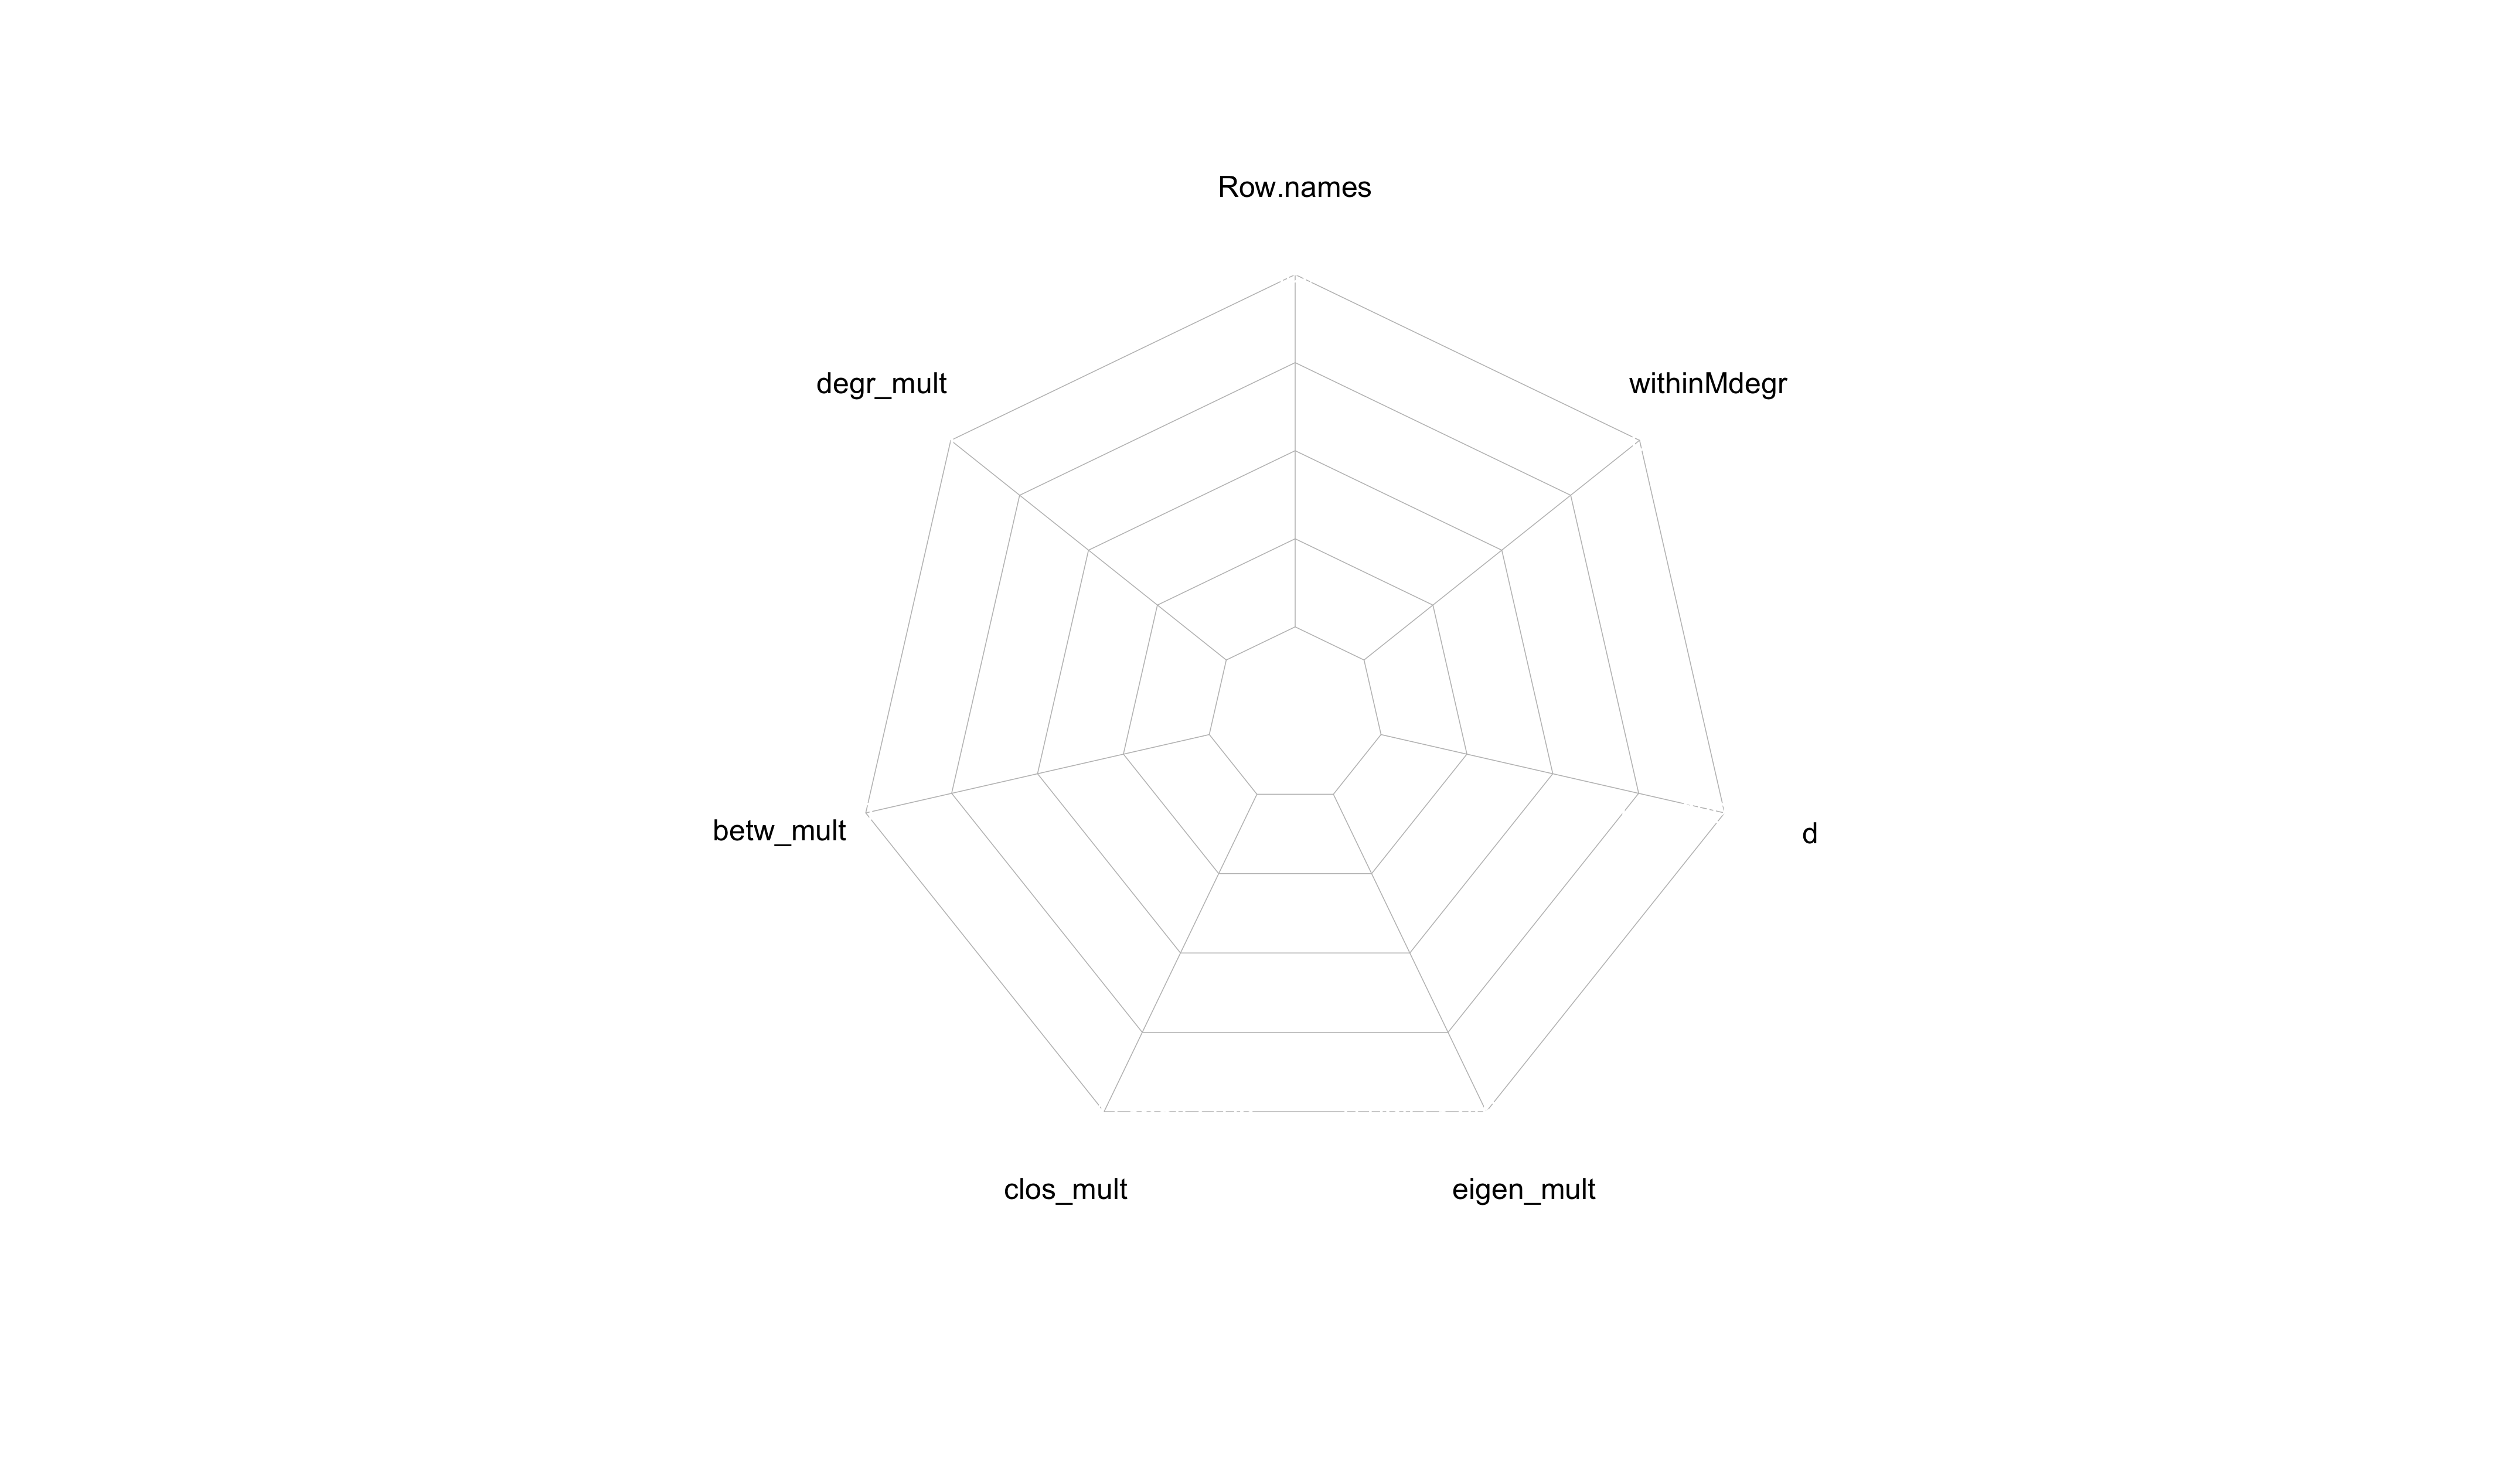 Row.names
degr_mult
withinMdegr
betw_mult
d
clos_mult
eigen_mult